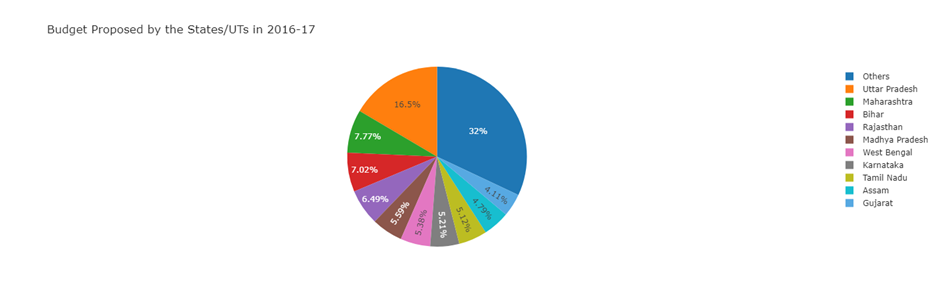 Budget Proposed by the States/UTs in 2016-17
16.5%
32%
7.77%
7.02%
6.49%
5.59%
5.38%
5.21%
5.12%
4.79%
4.11%
Others
Uttar Pradesh
Maharashtra
Bihar
Rajasthan
Madhya Pradesh
West Bengal
Karnataka
Tamil Nadu
Assam
Gujarat